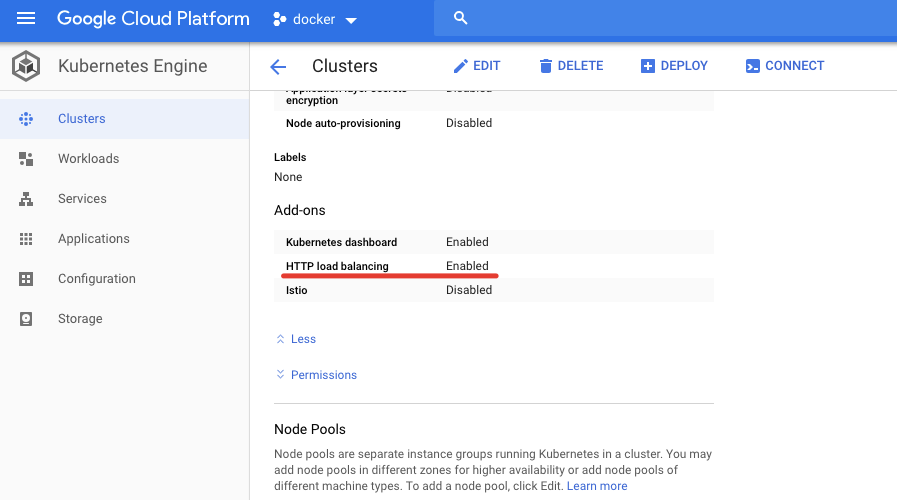 Google Cloud Platform
docker
Kubernetes Engine
Clusters
EDIT
DELETE
DEPLOY
CONNECT
Clusters
Workloads
Services
Applications
Configuration
Storage
Application-layer secrets Disabled
encryption
Node auto-provisioning Disabled
Labels
None
Add-ons
Kubernetes dashboard Enabled
HTTP load balancing Enabled
Istio Disabled
Less
Permissions
Node Pools
Node pools are separate instance groups running Kubernetes in a cluster. You may
add node pools in different zones for higher availability or add node pools of
different machine types. To add a node pool, click Edit. Learn more